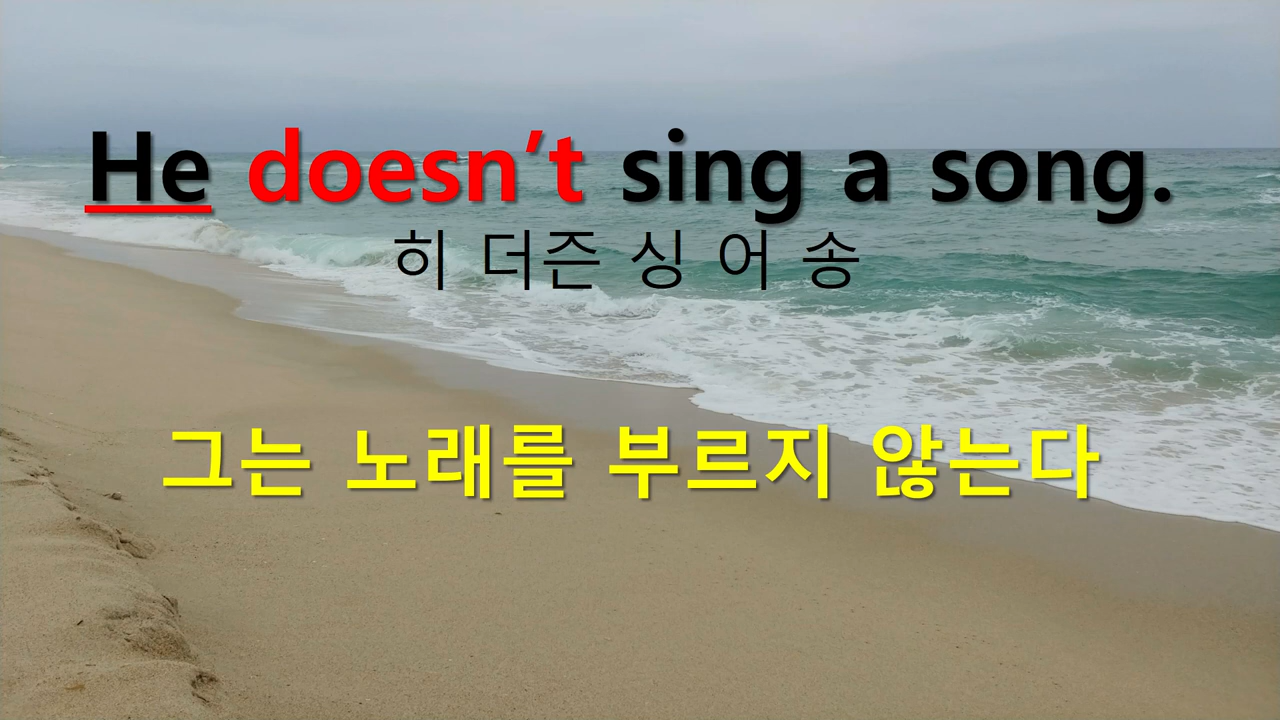 He doesn’t sing a song.
히 더즌 싱 어 송
그는 노래를 부르지 않는다